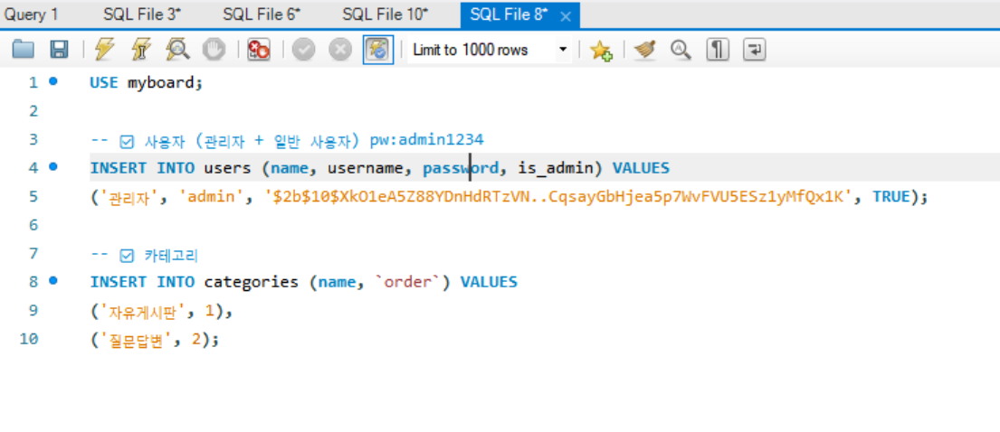 Query 1 SQL File 3* SQL File 6* SQL File 10* SQL File 8*
Limit to 1000 rows
1 USE myboard;
2
3 -- ☑ 사용자 (관리자 + 일반 사용자) pw:admin1234
4 INSERT INTO users (name, username, password, is_admin) VALUES
5 ('관리자', 'admin', '$2b$10$XkO1eA5Z88YDnHdRTzVN..CqsayGbHjea5p7WvFVU5ESz1yMfQx1K', TRUE);
6
7 -- ☑ 카테고리
8 INSERT INTO categories (name, `order`) VALUES
9 ('자유게시판', 1),
10 ('질문답변', 2);